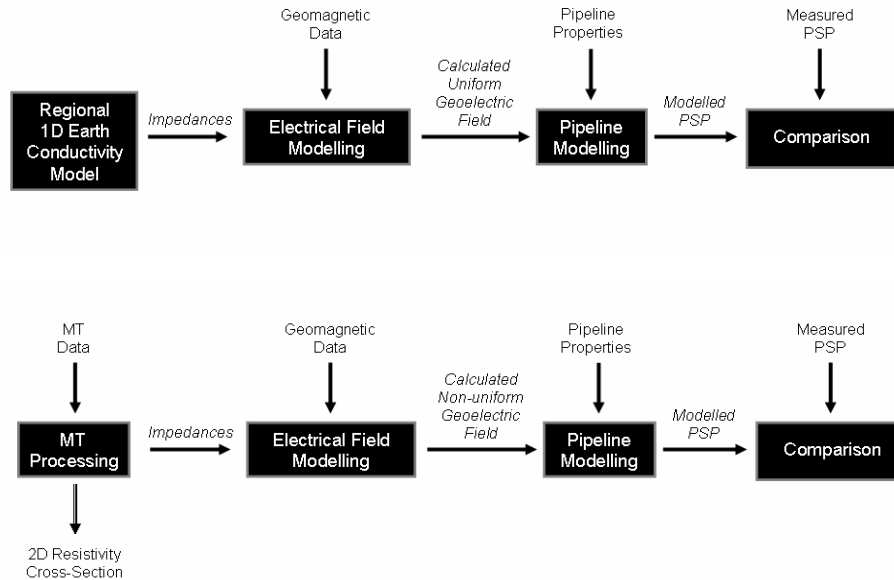 Geomagnetic
Data
Pipeline
Properties
Measured
PSP
Regional
1D Earth
Conductivity
Model
Impedances
Electrical Field
Modelling
Calculated
Uniform
Geoelectric
Field
Pipeline
Modelling
Modelled
PSP
Comparison
MT
Data
Geomagnetic
Data
Pipeline
Properties
Measured
PSP
MT
Processing
Impedances
Electrical Field
Modelling
Calculated
Non-uniform
Geoelectric
Field
Pipeline
Modelling
Modelled
PSP
Comparison
2D Resistivity
Cross-Section